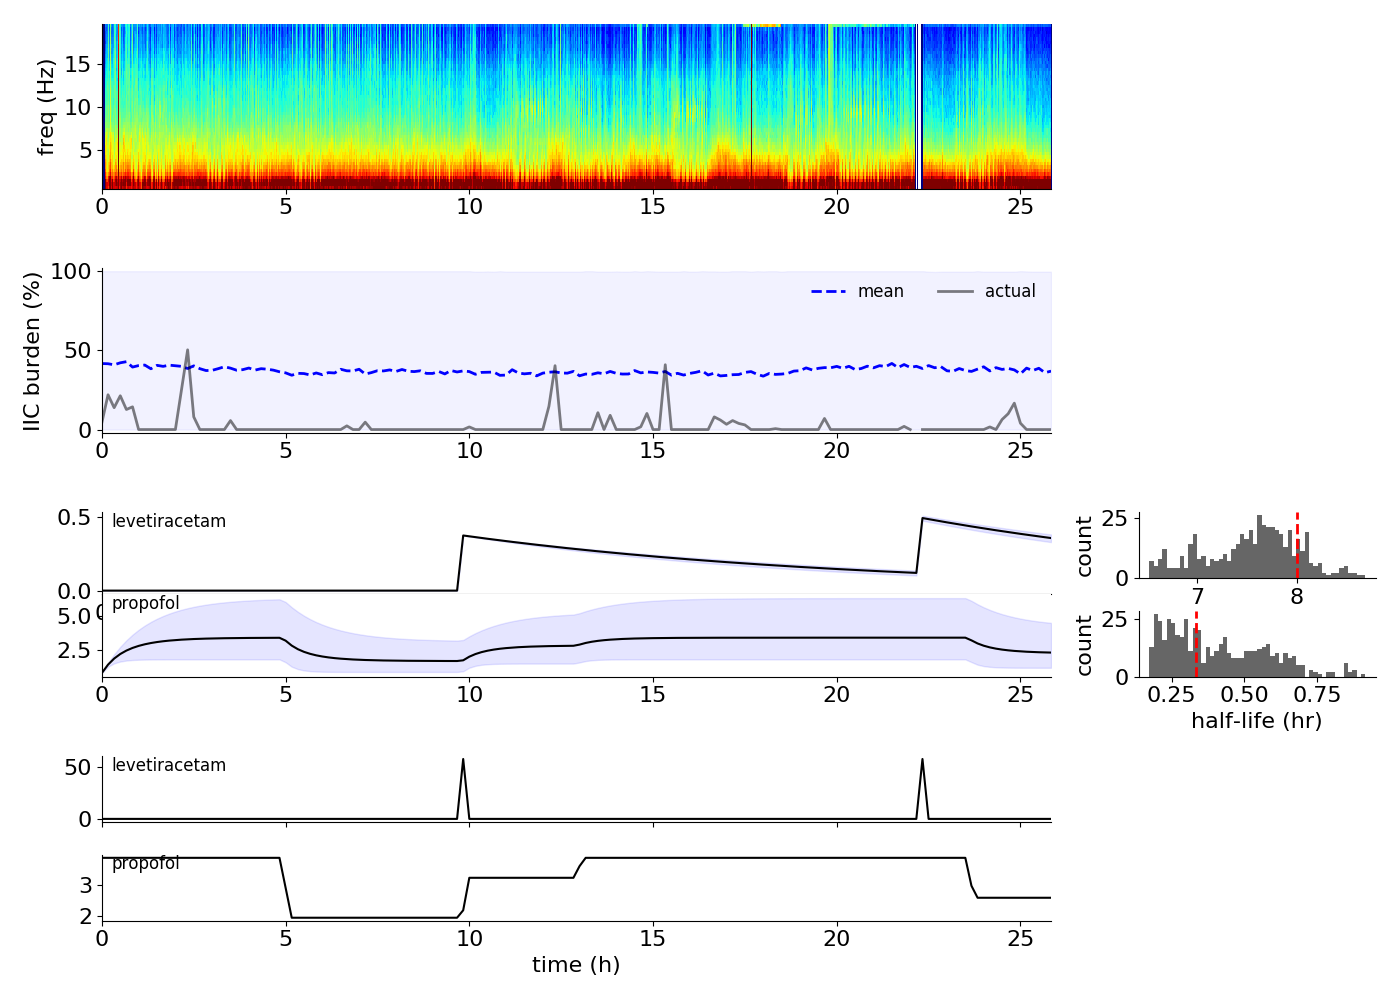 freq (Hz)
15
10
5
0 5 10 15 20 25
IIC burden (%)
100
50
0
mean actual
0 5 10 15 20 25
0.5
0.0
levetiracetam
0
5.0
2.5
propofol
0 5 10 15 20 25
count
25
0
7 8
count
25
0
0.25 0.50 0.75
half-life (hr)
50
0
levetiracetam
3
2
propofol
0 5 10 15 20 25
time (h)